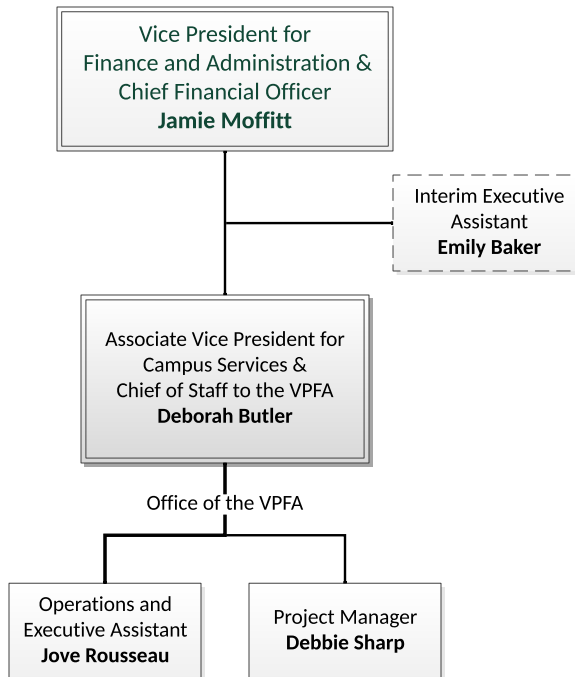 Vice President for
Finance and Administration &
Chief Financial Officer
Jamie Moffitt
Interim Executive
Assistant
Emily Baker
Associate Vice President for
Campus Services &
Chief of Staff to the VPFA
Deborah Butler
Office of the VPFA
Operations and
Executive Assistant
Jove Rousseau
Project Manager
Debbie Sharp